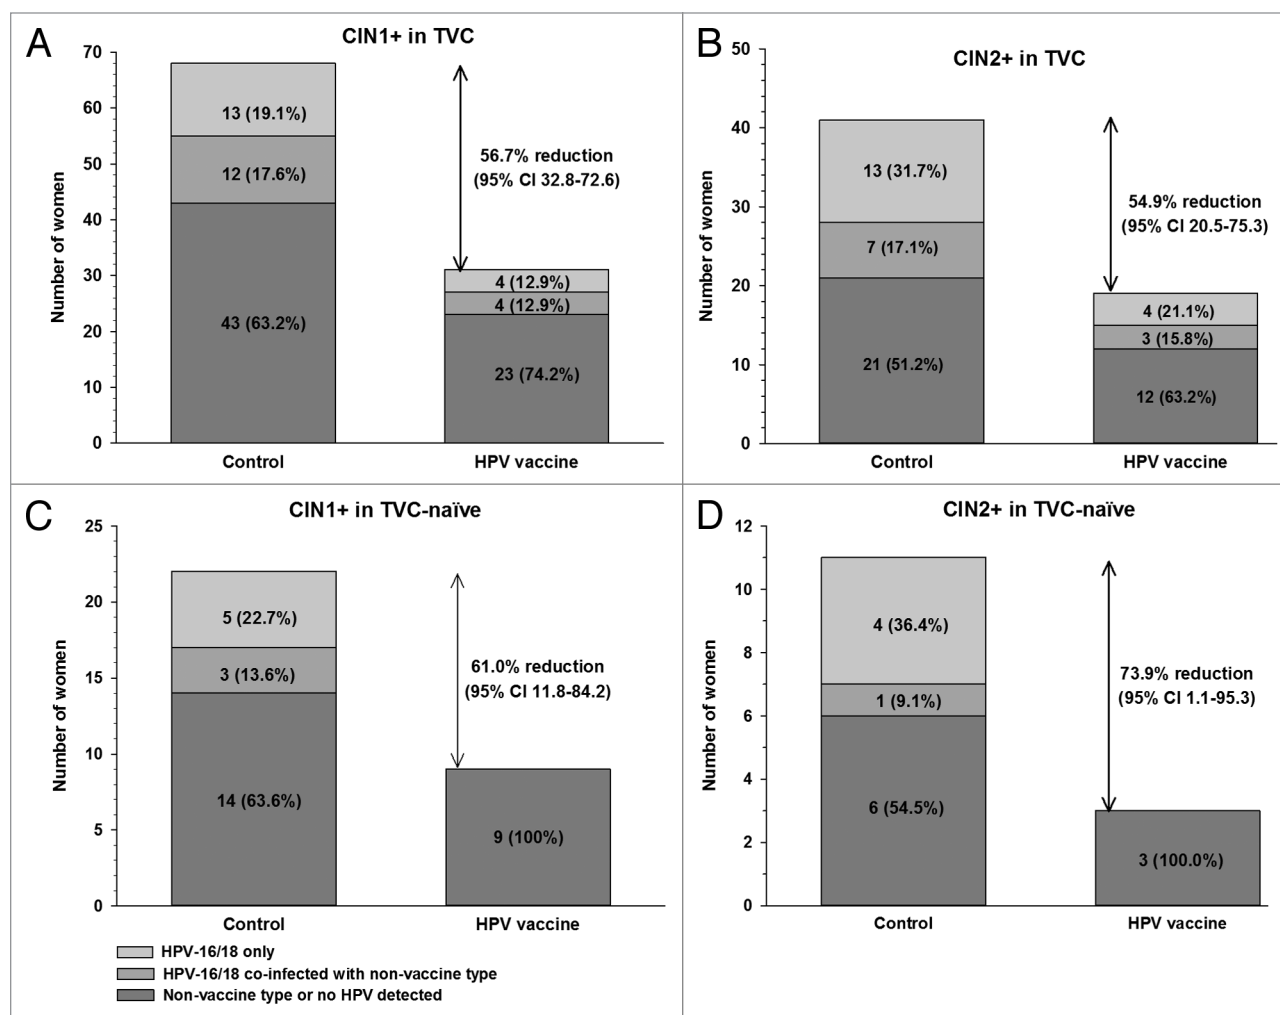 A
CIN1+ in TVC
Number of women
70
60
50
40
30
20
10
0
13 (19.1%)
12 (17.6%)
43 (63.2%)
56.7% reduction
(95% CI 32.8-72.6)
4 (12.9%)
4 (12.9%)
23 (74.2%)
Control
HPV vaccine
B
CIN2+ in TVC
Number of women
50
40
30
20
10
0
13 (31.7%)
7 (17.1%)
21 (51.2%)
54.9% reduction
(95% CI 20.5-75.3)
4 (21.1%)
3 (15.8%)
12 (63.2%)
Control
HPV vaccine
C
CIN1+ in TVC-naïve
Number of women
25
20
15
10
5
0
5 (22.7%)
3 (13.6%)
14 (63.6%)
61.0% reduction
(95% CI 11.8-84.2)
9 (100%)
Control
HPV vaccine
HPV-16/18 only
HPV-16/18 co-infected with non-vaccine type
Non-vaccine type or no HPV detected
D
CIN2+ in TVC-naïve
Number of women
12
10
8
6
4
2
0
4 (36.4%)
1 (9.1%)
6 (54.5%)
73.9% reduction
(95% CI 1.1-95.3)
3 (100.0%)
Control
HPV vaccine